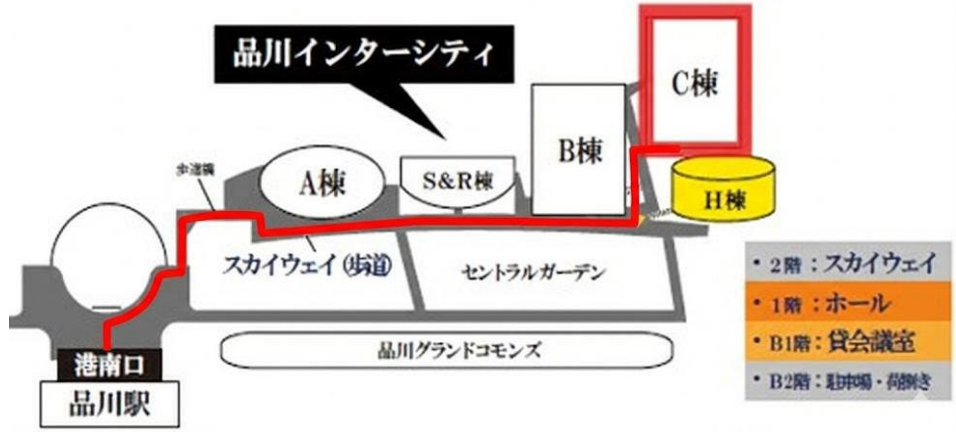 品川インターシティ
C棟
B棟
A棟
S&R棟
H棟
歩道橋
スカイウェイ(歩道)
セントラルガーデン
・2階:スカイウェイ
・1階:ホール
・B1階:貸会議室
・B2階:駐車場・荷捌き
品川グランドコモンズ
港南口
品川駅